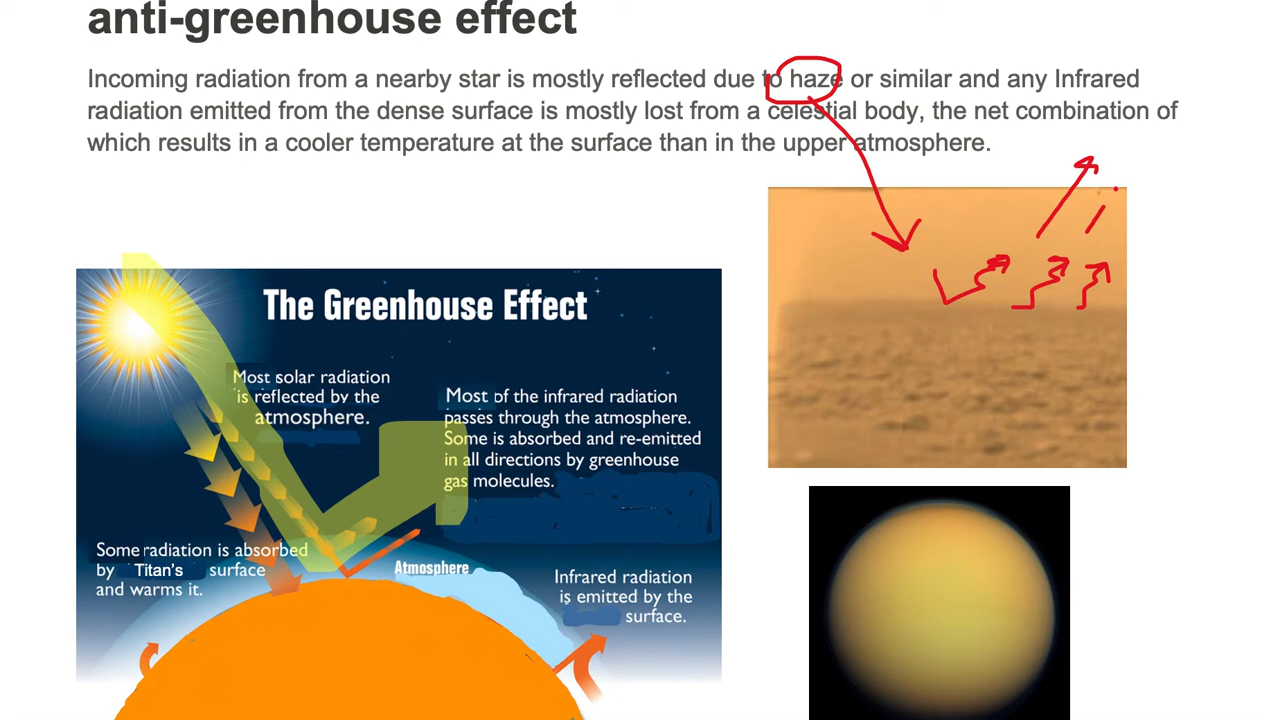 anti-greenhouse effect
Incoming radiation from a nearby star is mostly reflected due to haze or similar and any Infrared
radiation emitted from the dense surface is mostly lost from a celestial body, the net combination of
which results in a cooler temperature at the surface than in the upper atmosphere.
The Greenhouse Effect
Most solar radiation
is reflected by the
atmosphere.
Most of the infrared radiation
passes through the atmosphere.
Some is absorbed and re-emitted
in all directions by greenhouse
gas molecules.
Some radiation is absorbed
by Titan's surface
and warms it.
Atmosphere
Infrared radiation
is emitted by the
surface.